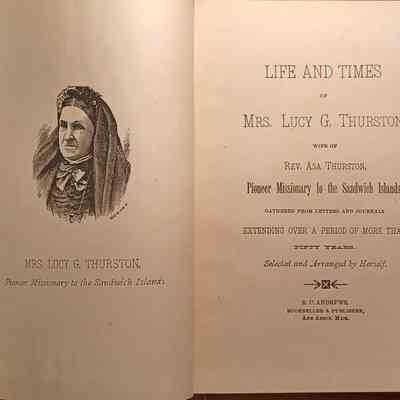 MRS. LUCY G. THURSTON,
Pioneer Missionary to the Sandwich Islands
LIFE AND TIMES
OF
MRS. LUCY G. THURSTON
WIFE OF
REV. ASA THURSTON,
Pioneer Missionary to the Sandwich Islands
GATHERED FROM LETTERS AND JOURNALS
EXTENDING OVER A PERIOD OF MORE THA
FIFTY YEARS.
Selected and Arranged by Herself.
S. C. ANDREWS,
BOOKSELLER & PUBLISHER,
ANN ARBOR, MICH.